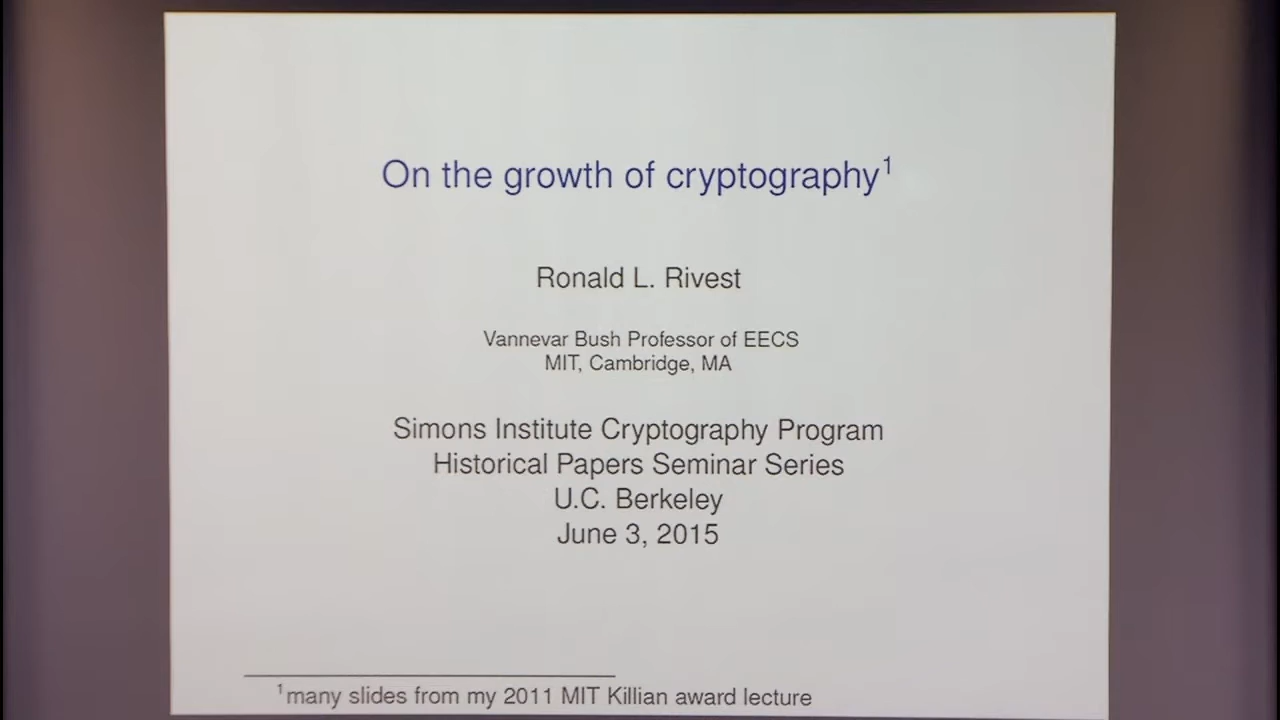 On the growth of cryptography¹
Ronald L. Rivest
Vannevar Bush Professor of EECS
MIT, Cambridge, MA
Simons Institute Cryptography Program
Historical Papers Seminar Series
U.C. Berkeley
June 3, 2015
¹many slides from my 2011 MIT Killian award lecture